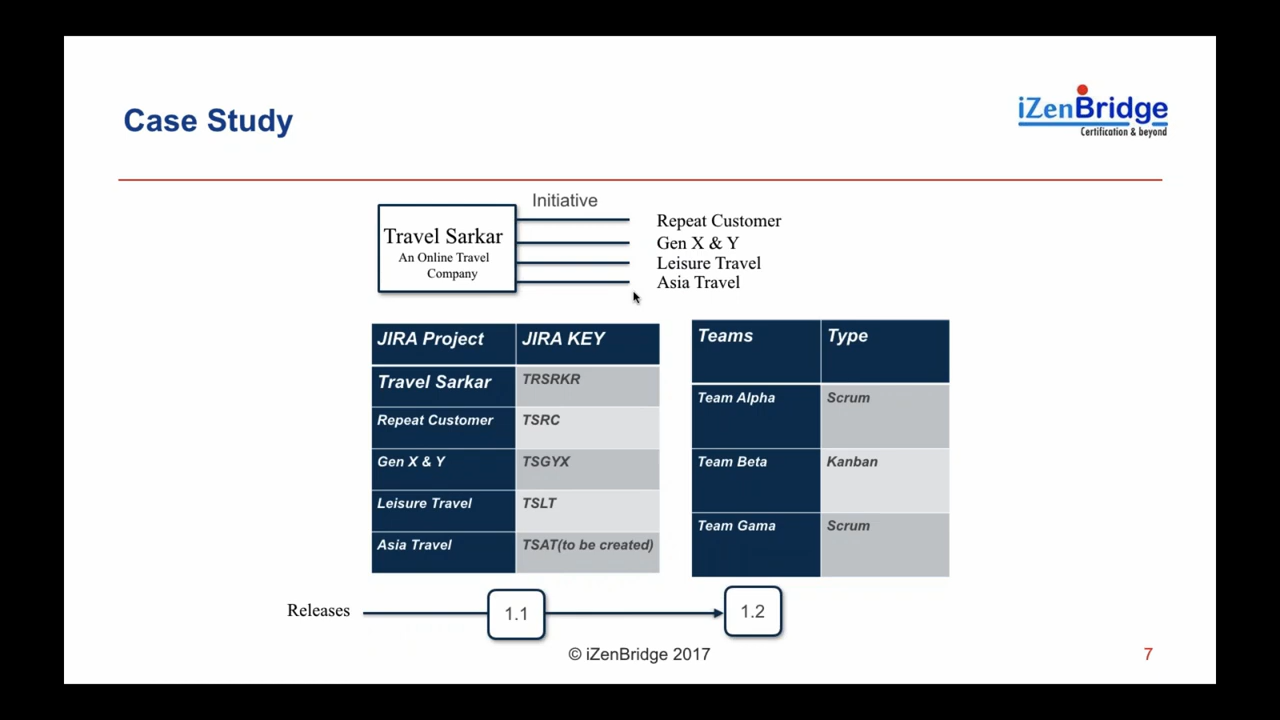 Case Study
iZenBridge
Certification & beyond
Initiative
Travel Sarkar
An Online Travel
Company
Repeat Customer
Gen X & Y
Leisure Travel
Asia Travel
JIRA Project JIRA KEY
Travel Sarkar TRSRKR
Repeat Customer TSRC
Gen X & Y TSGYX
Leisure Travel TSLT
Asia Travel TSAT(to be created)
Teams Type
Team Alpha Scrum
Team Beta Kanban
Team Gama Scrum
Releases 1.1 1.2
© iZenBridge 2017
7